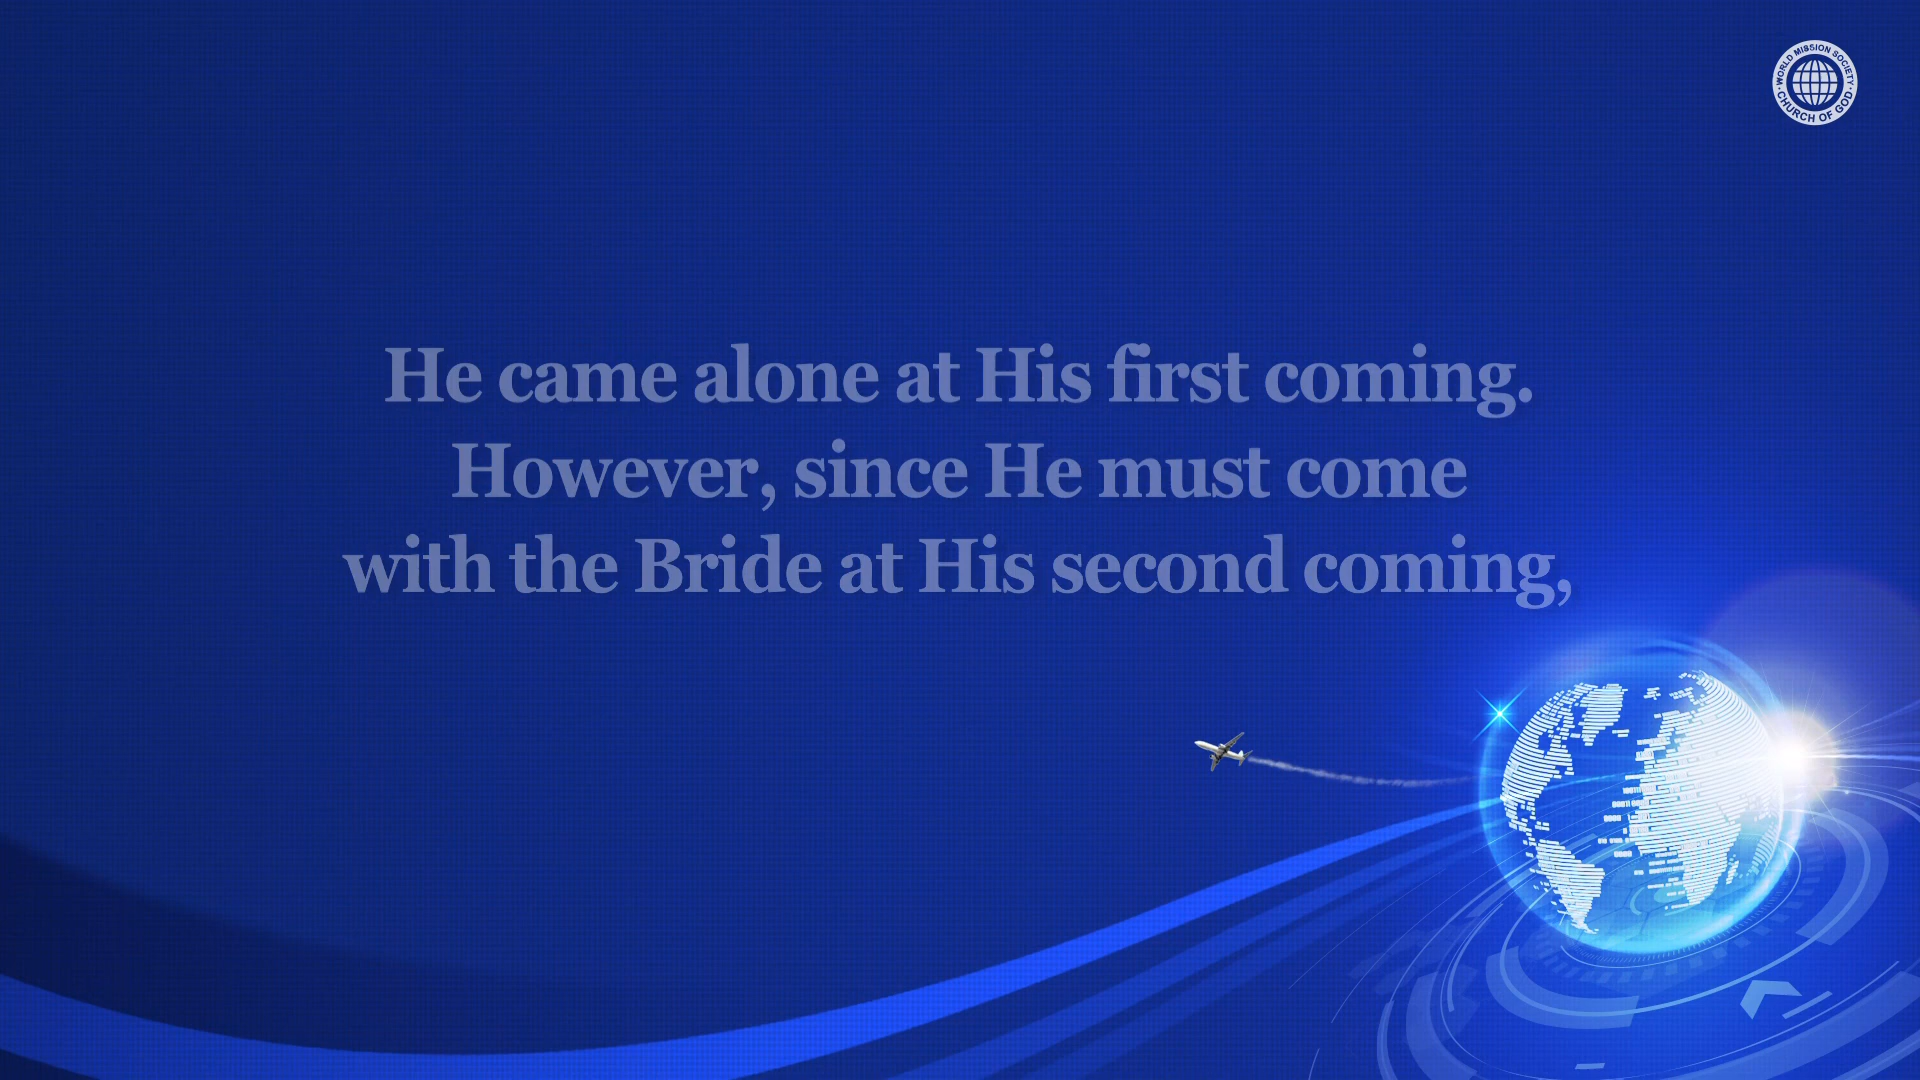 WORLD MISSION SOCIETY
CHURCH OF GOD
He came alone at His first coming.
However, since He must come
with the Bride at His second coming,